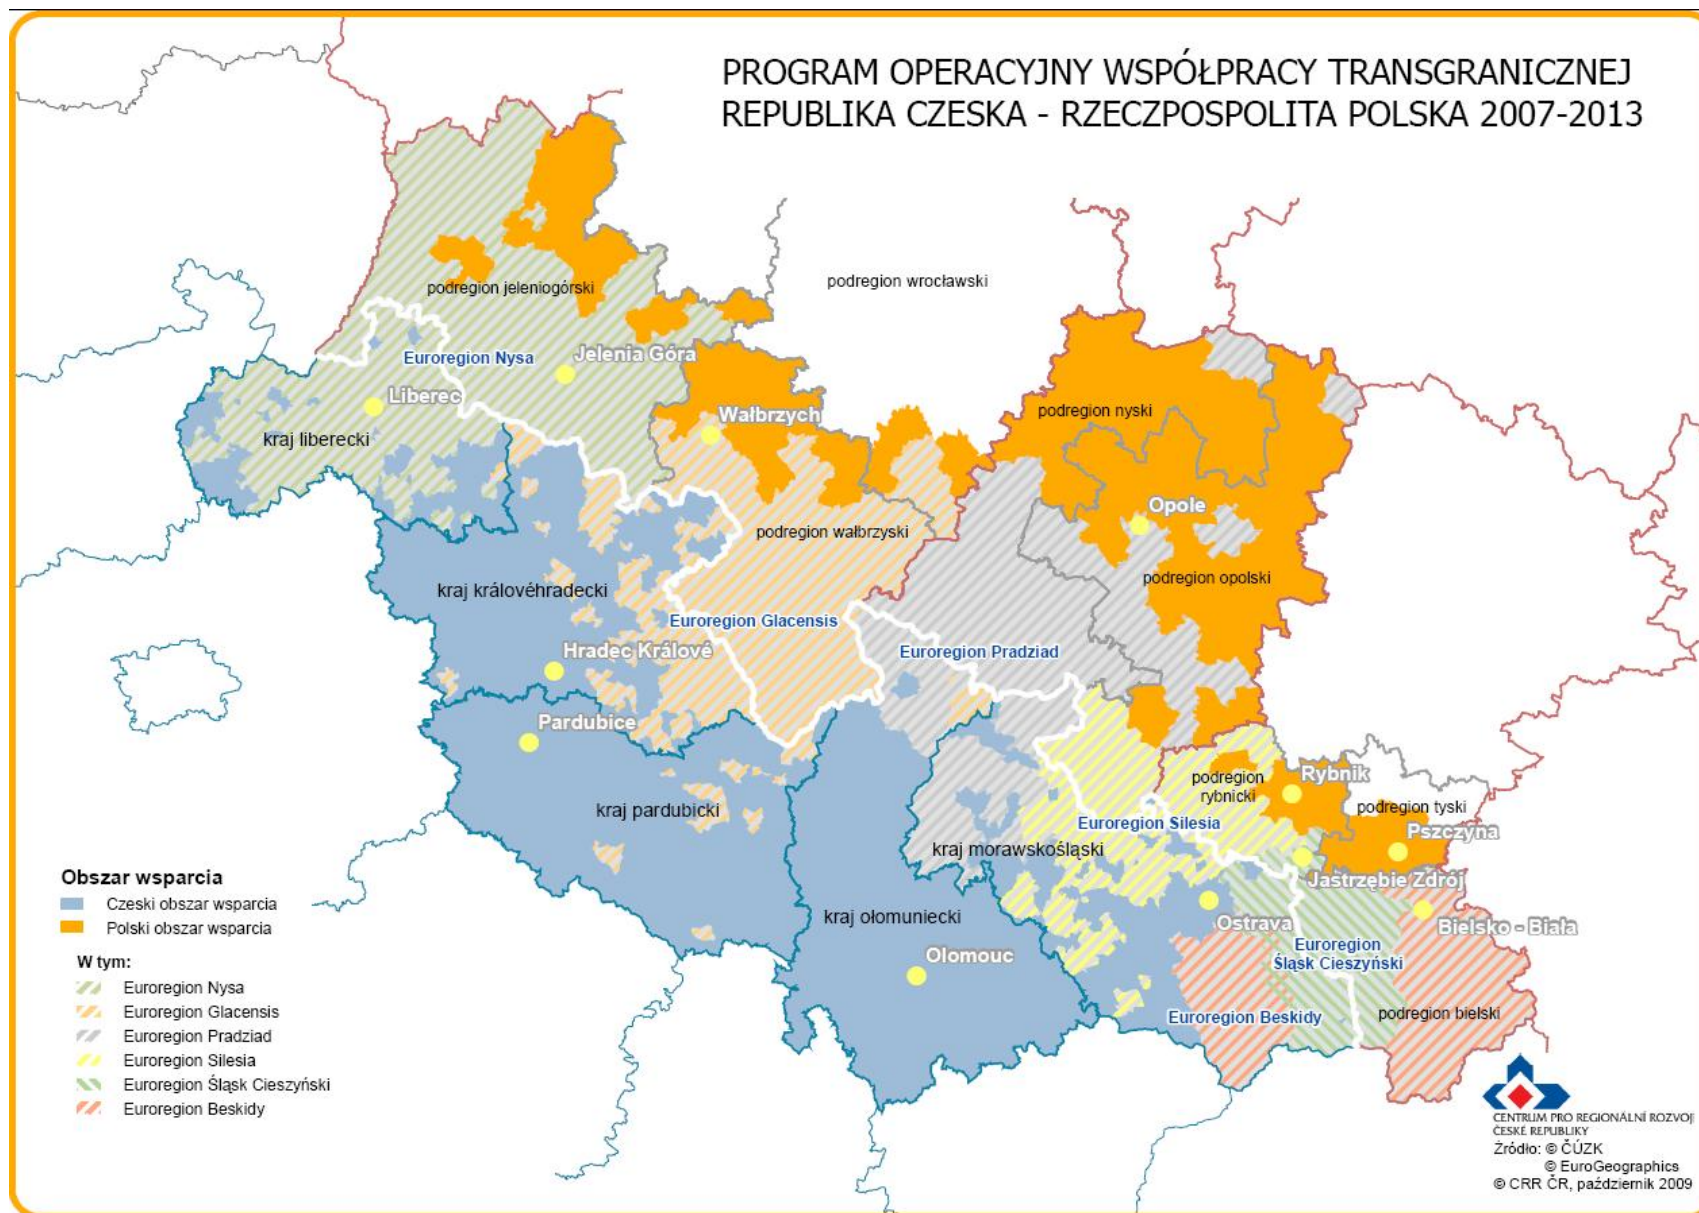 PROGRAM OPERACYJNY WSPÓŁPRACY TRANSGRANICZNEJ
REPUBLIKA CZESKA - RZECZPOSPOLITA POLSKA 2007-2013
podregion wrocławski
podregion jeleniogórski
Euroregion Nysa
Jelenia Góra
Liberec
kraj liberecki
Wałbrzych
podregion nyski
Opole
podregion wałbrzyski
podregion opolski
kraj královéhradecki
Euroregion Glacensis
Euroregion Pradziad
Hradec Králové
Pardubice
kraj pardubicki
podregion
rybnicki
Rybnik
podregion tyski
Euroregion Silesia
Pszczyna
kraj morawskośląski
Jastrzębie Zdrój
kraj ołomuniecki
Ostrava
Bielsko - Biała
Euroregion
Śląsk Cieszyński
Olomouc
Euroregion Beskidy
podregion bielski
Obszar wsparcia
Czeski obszar wsparcia
Polski obszar wsparcia
W tym:
Euroregion Nysa
Euroregion Glacensis
Euroregion Pradziad
Euroregion Silesia
Euroregion Śląsk Cieszyński
Euroregion Beskidy
CENTRUM PRO REGIONÁLNÍ ROZVOJ
ČESKÉ REPUBLIKY
Źródło: © ČÚZK
© EuroGeographics
© CRR ČR, październik 2009